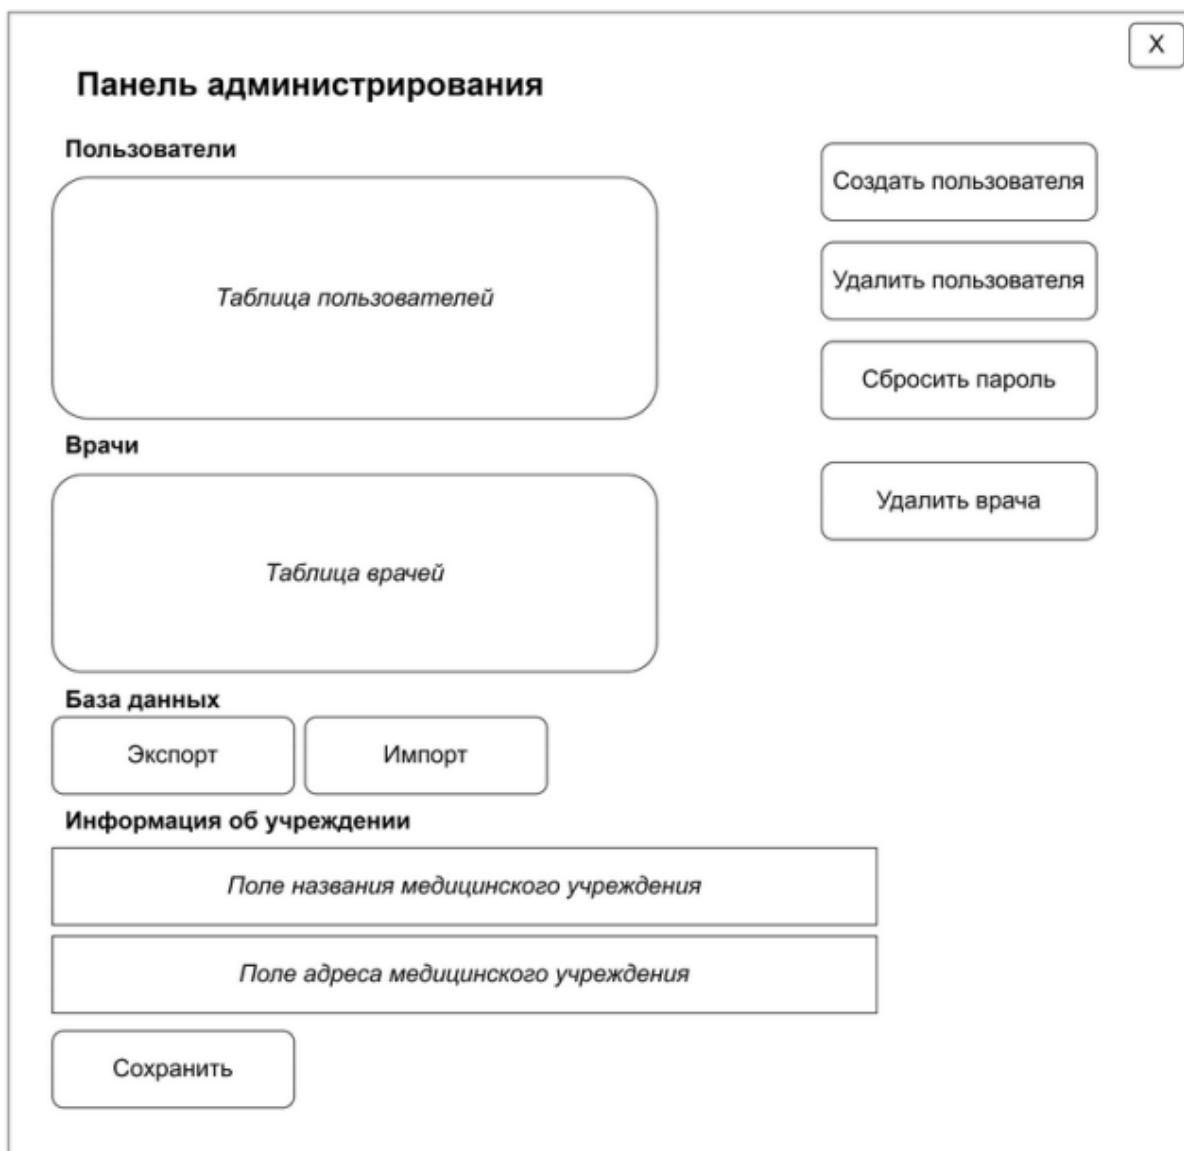 X
Панель администрирования
Пользователи
Таблица пользователей
Создать пользователя
Удалить пользователя
Сбросить пароль
Врачи
Таблица врачей
Удалить врача
База данных
Экспорт
Импорт
Информация об учреждении
Поле названия медицинского учреждения
Поле адреса медицинского учреждения
Сохранить